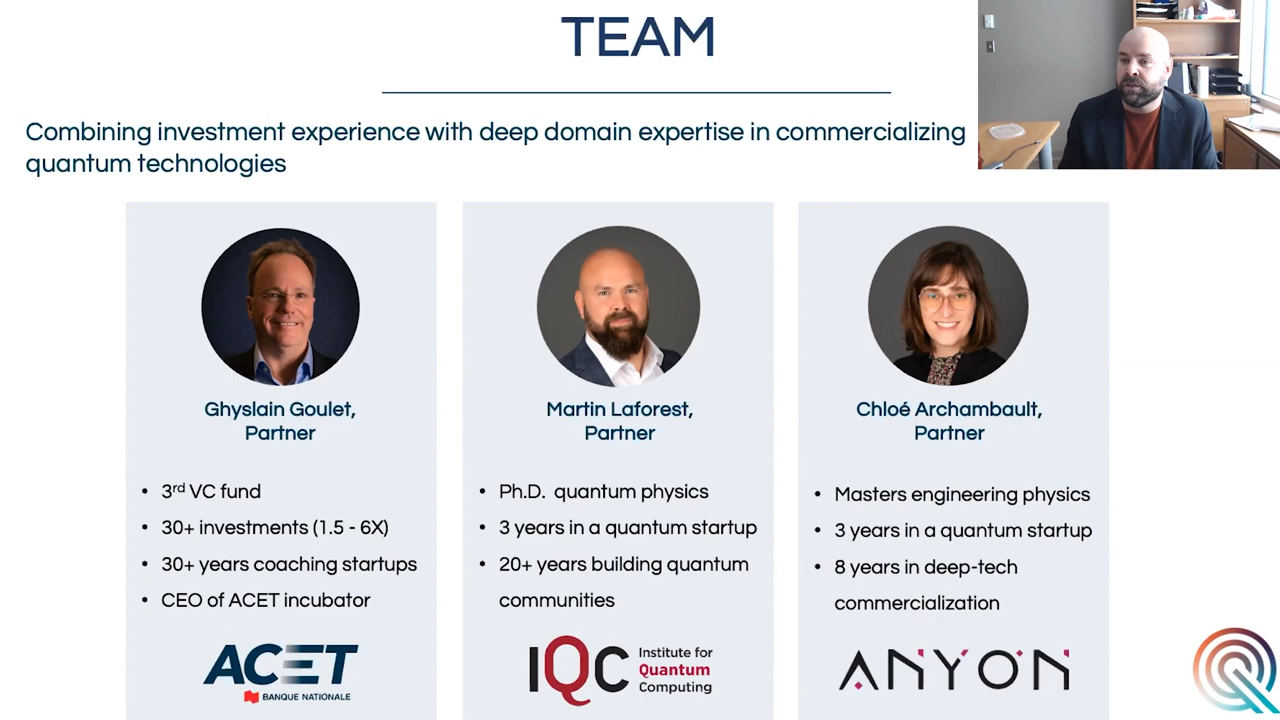 TEAM
Combining investment experience with deep domain expertise in commercializing
quantum technologies
Ghyslain Goulet,
Partner
• 3rd VC fund
• 30+ investments (1.5 - 6X)
• 30+ years coaching startups
• CEO of ACET incubator
ACET
BANQUE NATIONALE
Martin Laforest,
Partner
• Ph.D. quantum physics
• 3 years in a quantum startup
• 20+ years building quantum
communities
IQC
Institute for
Quantum
Computing
Chloé Archambault,
Partner
• Masters engineering physics
• 3 years in a quantum startup
• 8 years in deep-tech
commercialization
ANYON